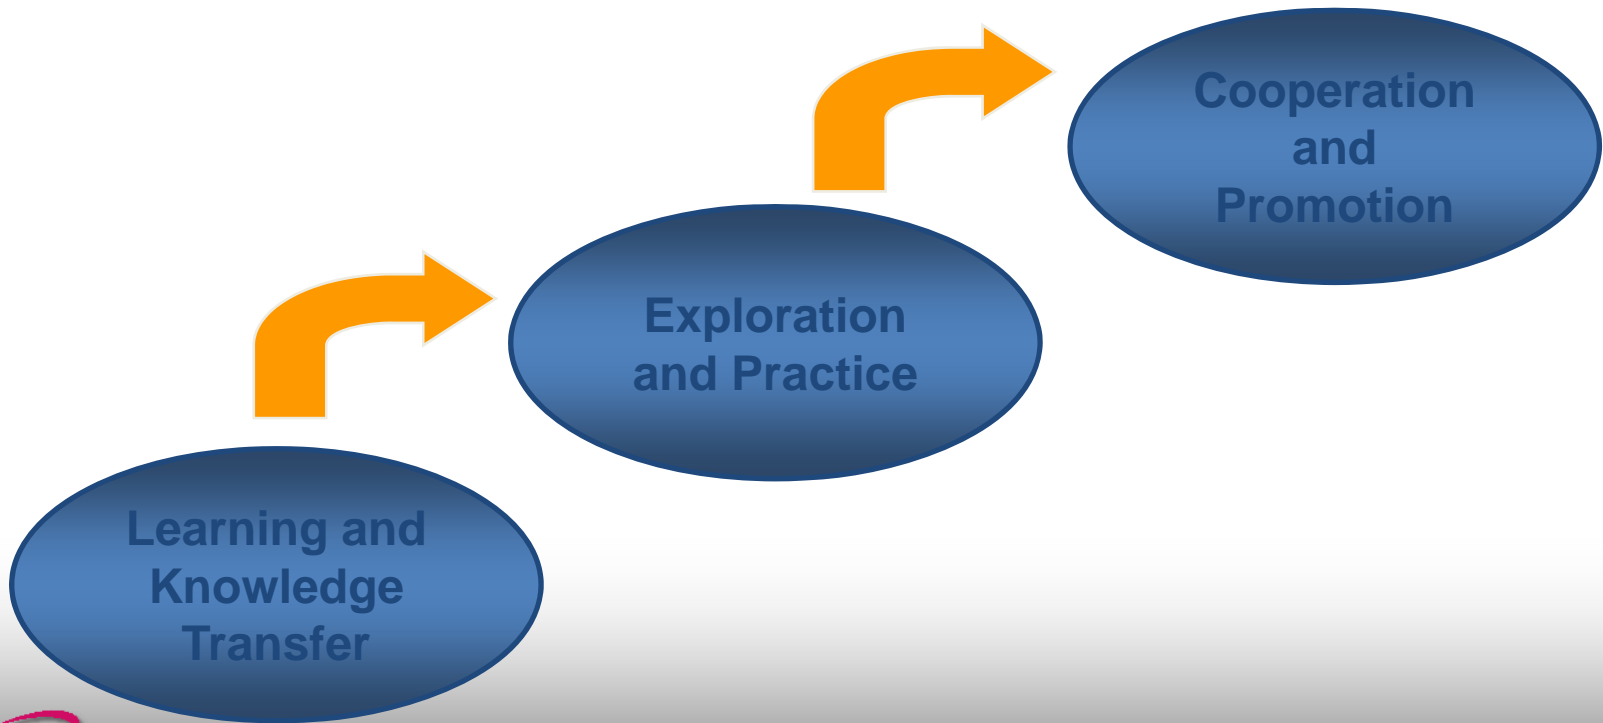 Cooperation
and
Promotion
Exploration
and Practice
Learning and
Knowledge
Transfer